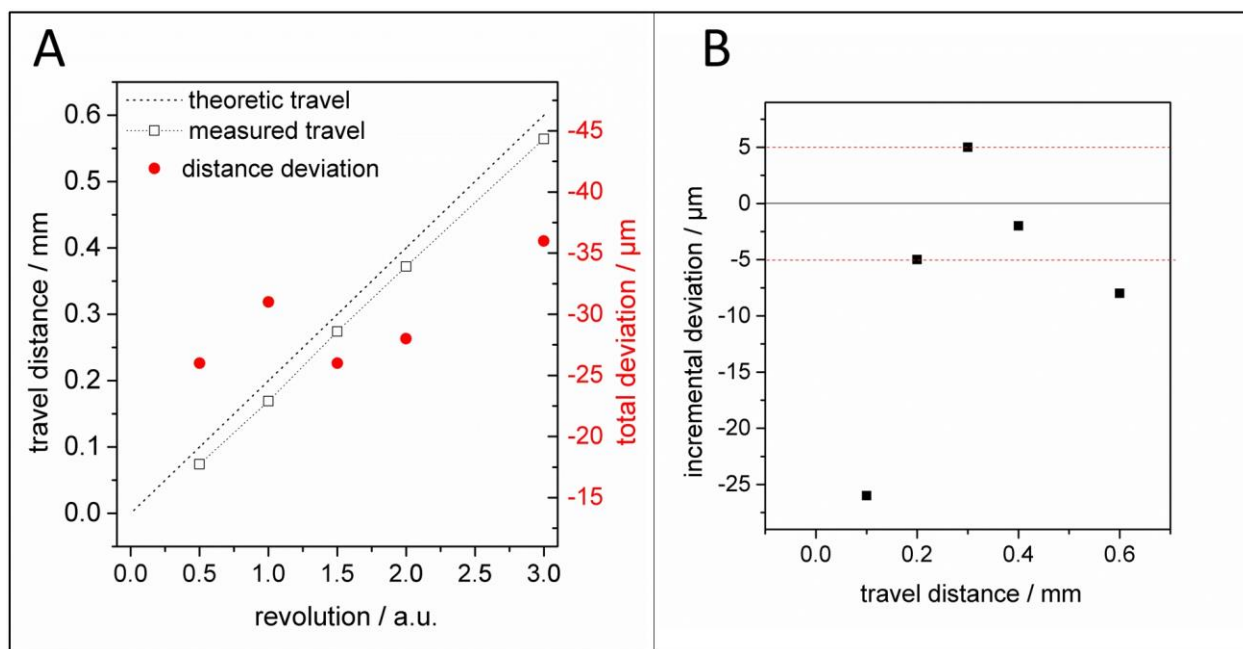 A
theoretic travel
measured travel
distance deviation
travel distance / mm
0.6
0.5
0.4
0.3
0.2
0.1
0.0
0.0 0.5 1.0 1.5 2.0 2.5 3.0
revolution / a.u.
-45
-40
-35
-30
-25
-20
-15
total deviation / µm
B
incremental deviation / µm
5
0
-5
-10
-15
-20
-25
0.0 0.2 0.4 0.6
travel distance / mm